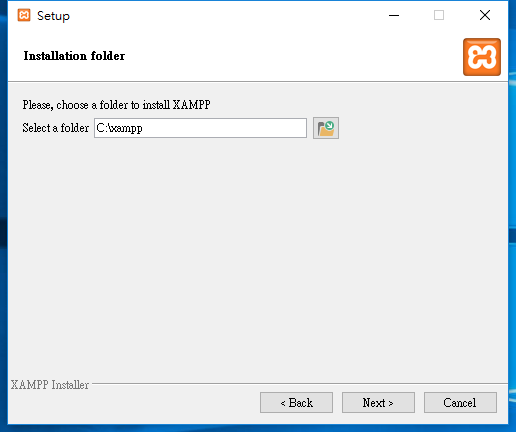 Setup
Installation folder
Please, choose a folder to install XAMPP
Select a folder C:\xampp
XAMPP Installer
< Back Next > Cancel